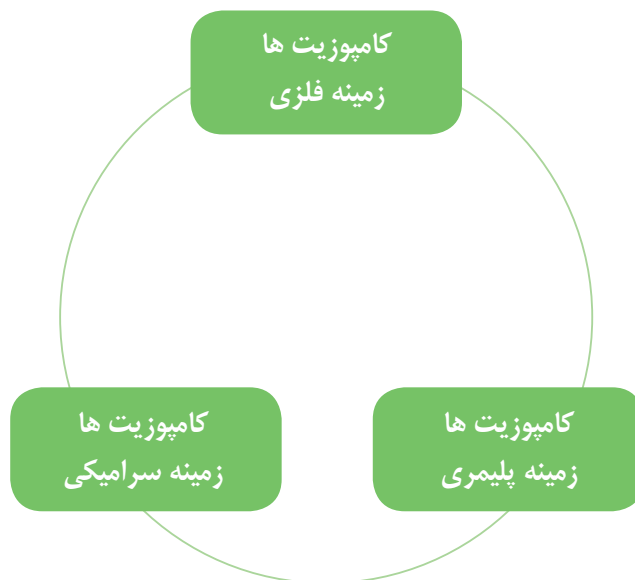 کامپوزیت ها
زمینه فلزی
کامپوزیت ها
زمینه پلیمری
کامپوزیت ها
زمینه سرامیکی